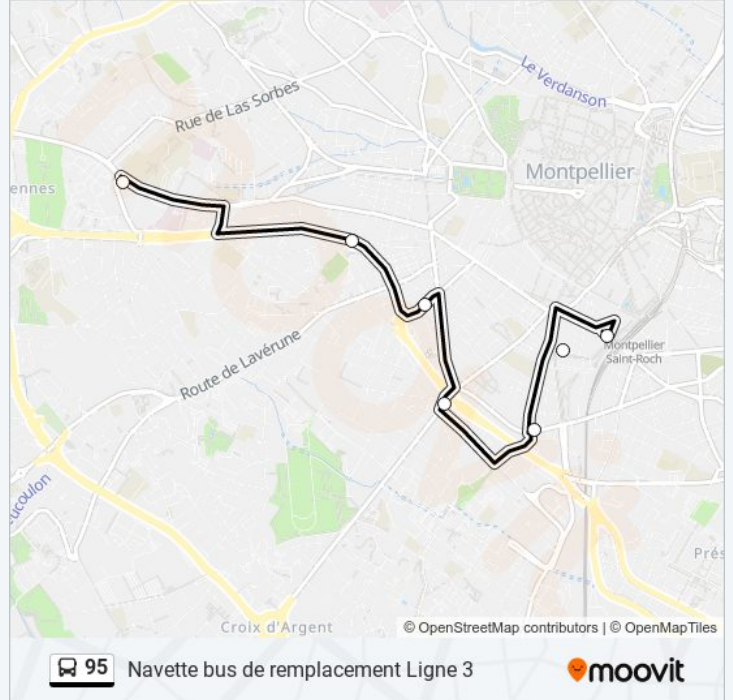 Le Verdanson
Rue de Las Sorbes
Montpellier
ennes
Montpellier
Saint-Roch
Route de Lavérune
ucoulon
Prés
Croix d'Argent
© OpenStreetMap contributors | © OpenMapTiles
95
Navette bus de remplacement Ligne 3
moovit